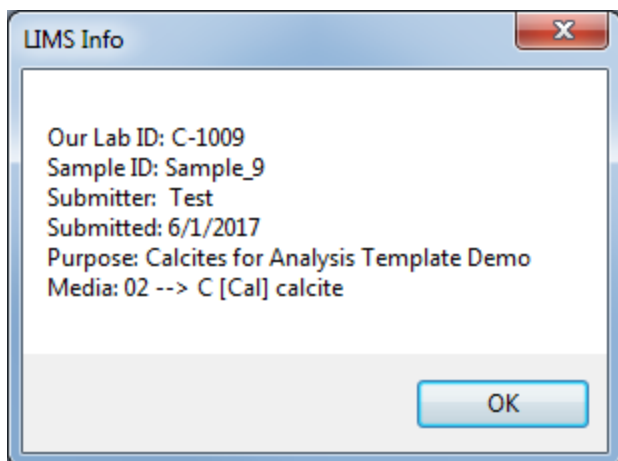 LIMS Info
Our Lab ID: C-1009
Sample ID: Sample_9
Submitter:  Test
Submitted: 6/1/2017
Purpose: Calcites for Analysis Template Demo
Media: 02 --> C [Cal] calcite
OK